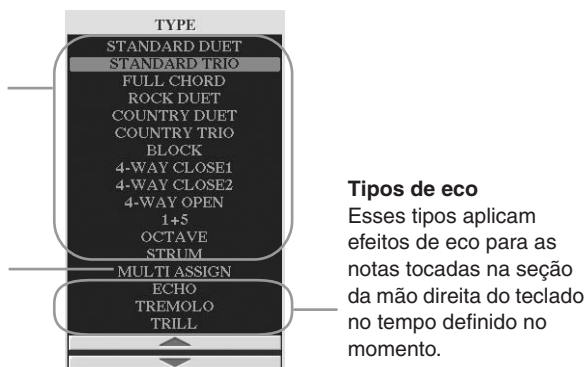 TYPE
STANDARD DUET
STANDARD TRIO
FULL CHORD
ROCK DUET
COUNTRY DUET
COUNTRY TRIO
BLOCK
4-WAY CLOSE1
4-WAY CLOSE2
4-WAY OPEN
1+5
OCTAVE
STRUM
MULTI ASSIGN
ECHO
TREMOLO
TRILL
Tipos de eco
Esses tipos aplicam
efeitos de eco para as
notas tocadas na seção
da mão direita do teclado
no tempo definido no
momento.